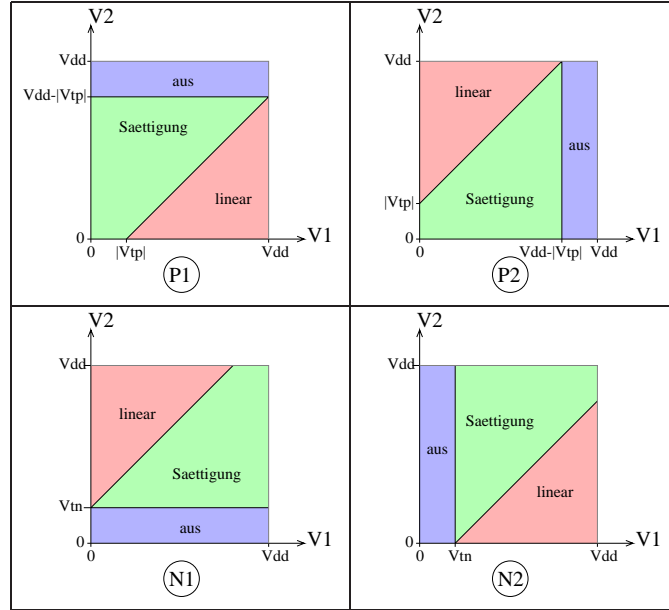 V2
Vdd
aus
Vdd-|Vtp|
Saettigung
linear
0
V1
0
|Vtp|
Vdd
P1
V2
Vdd
linear
aus
|Vtp|
Saettigung
0
V1
0
Vdd-|Vtp|
Vdd
P2
V2
Vdd
linear
Saettigung
Vtn
aus
0
V1
0
Vdd
N1
V2
Vdd
Saettigung
aus
linear
0
V1
0
Vtn
Vdd
N2